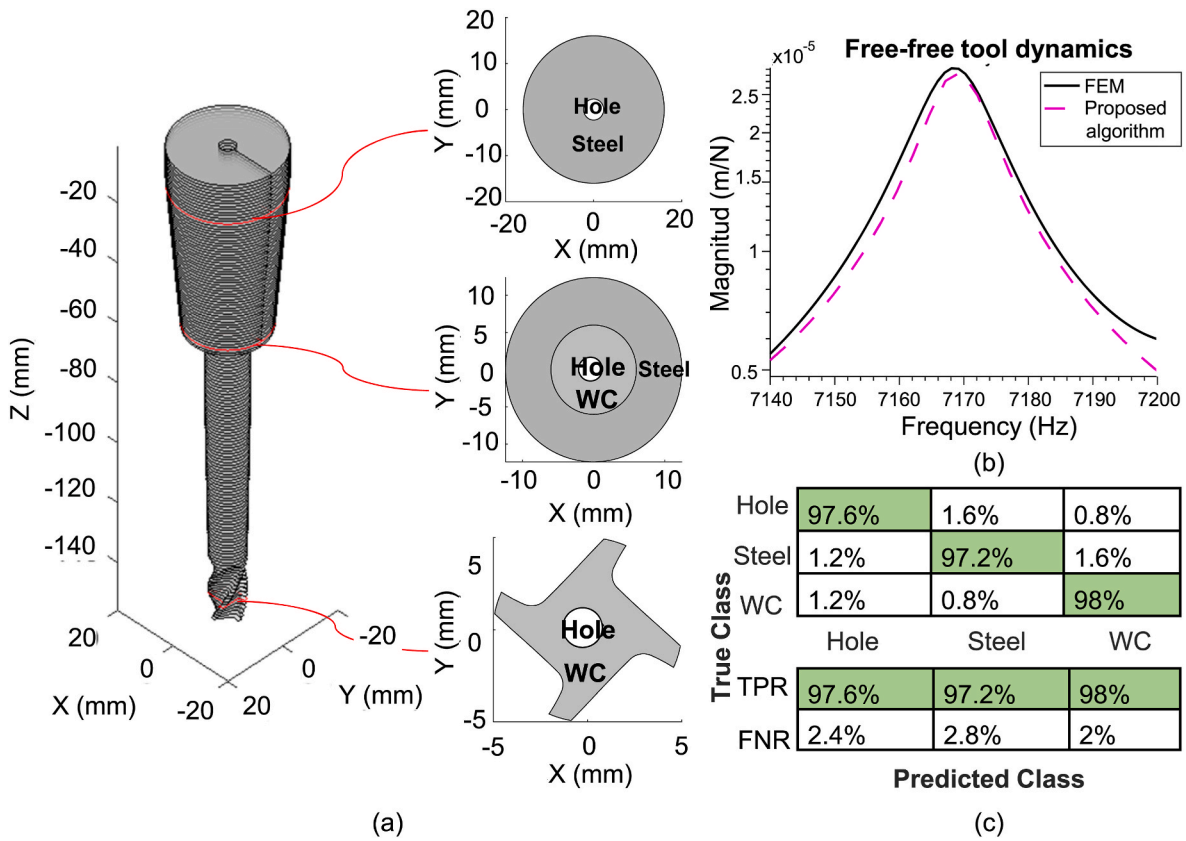 20
10
0
-10
-20
Y (mm)
-20 0 20
X (mm)
Hole
Steel
-20
-40
-60
-80
-100
-120
-140
Z (mm)
20
0
-20
X (mm)
-20
0
20
Y (mm)
10
5
0
-5
-10
Y (mm)
-10 0 10
X (mm)
Hole Steel
WC
5
0
-5
Y (mm)
-5 0 5
X (mm)
Hole
WC
(a)
Free-free tool dynamics
x10-5
2.5
2
1.5
1
0.5
Magnitud (m/N)
FEM
Proposed
algorithm
7140 7150 7160 7170 7180 7190 7200
Frequency (Hz)
(b)
True Class
Hole 97.6% 1.6% 0.8%
Steel 1.2% 97.2% 1.6%
WC 1.2% 0.8% 98%
Hole Steel WC
TPR 97.6% 97.2% 98%
FNR 2.4% 2.8% 2%
Predicted Class
(c)